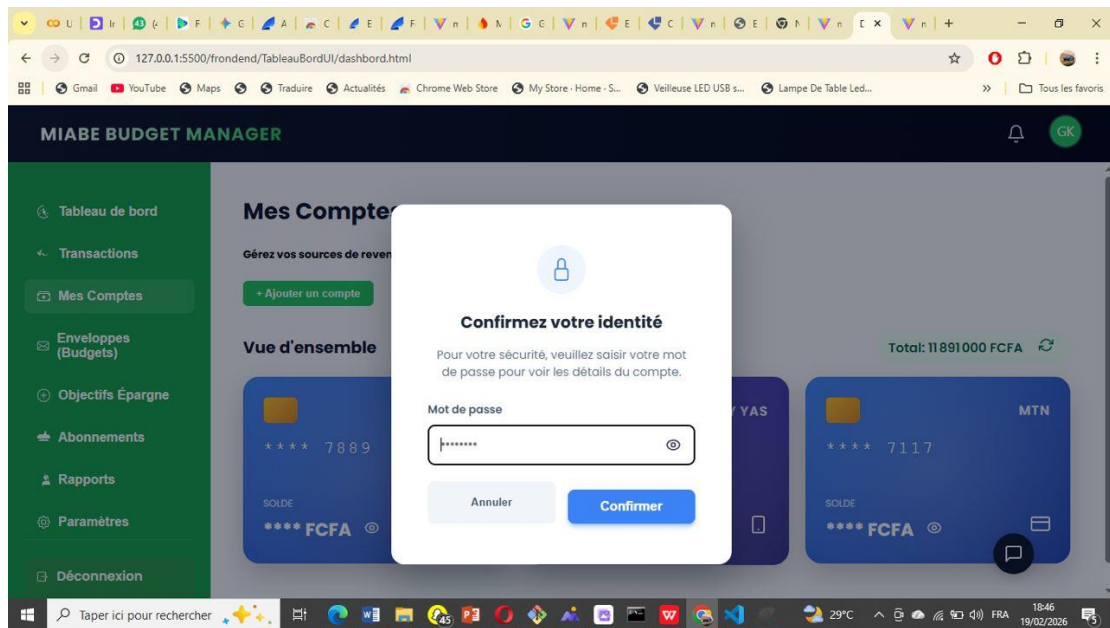 127.0.0.1:5500/frondend/TableauBordUI/dashbord.html
Gmail YouTube Maps Traduire Actualités Chrome Web Store My Store · Home · S... Veilleuse LED USB s... Lampe De Table Led... » Tous les favoris
MIABE BUDGET MANAGER
GK
Tableau de bord
Transactions
Mes Comptes
Enveloppes
(Budgets)
Objectifs Épargne
Abonnements
Rapports
Paramètres
Déconnexion
Mes Comptes
Gérez vos sources de reven
+ Ajouter un compte
Vue d'ensemble
Total: 11 891 000 FCFA
**** 7889
SOLDE
**** FCFA
Y YAS
MTN
**** 7117
SOLDE
**** FCFA
Confirmez votre identité
Pour votre sécurité, veuillez saisir votre mot
de passe pour voir les détails du compte.
Mot de passe
••••••••
Annuler
Confirmer
Taper ici pour rechercher
29°C
FRA
18:46
19/02/2026